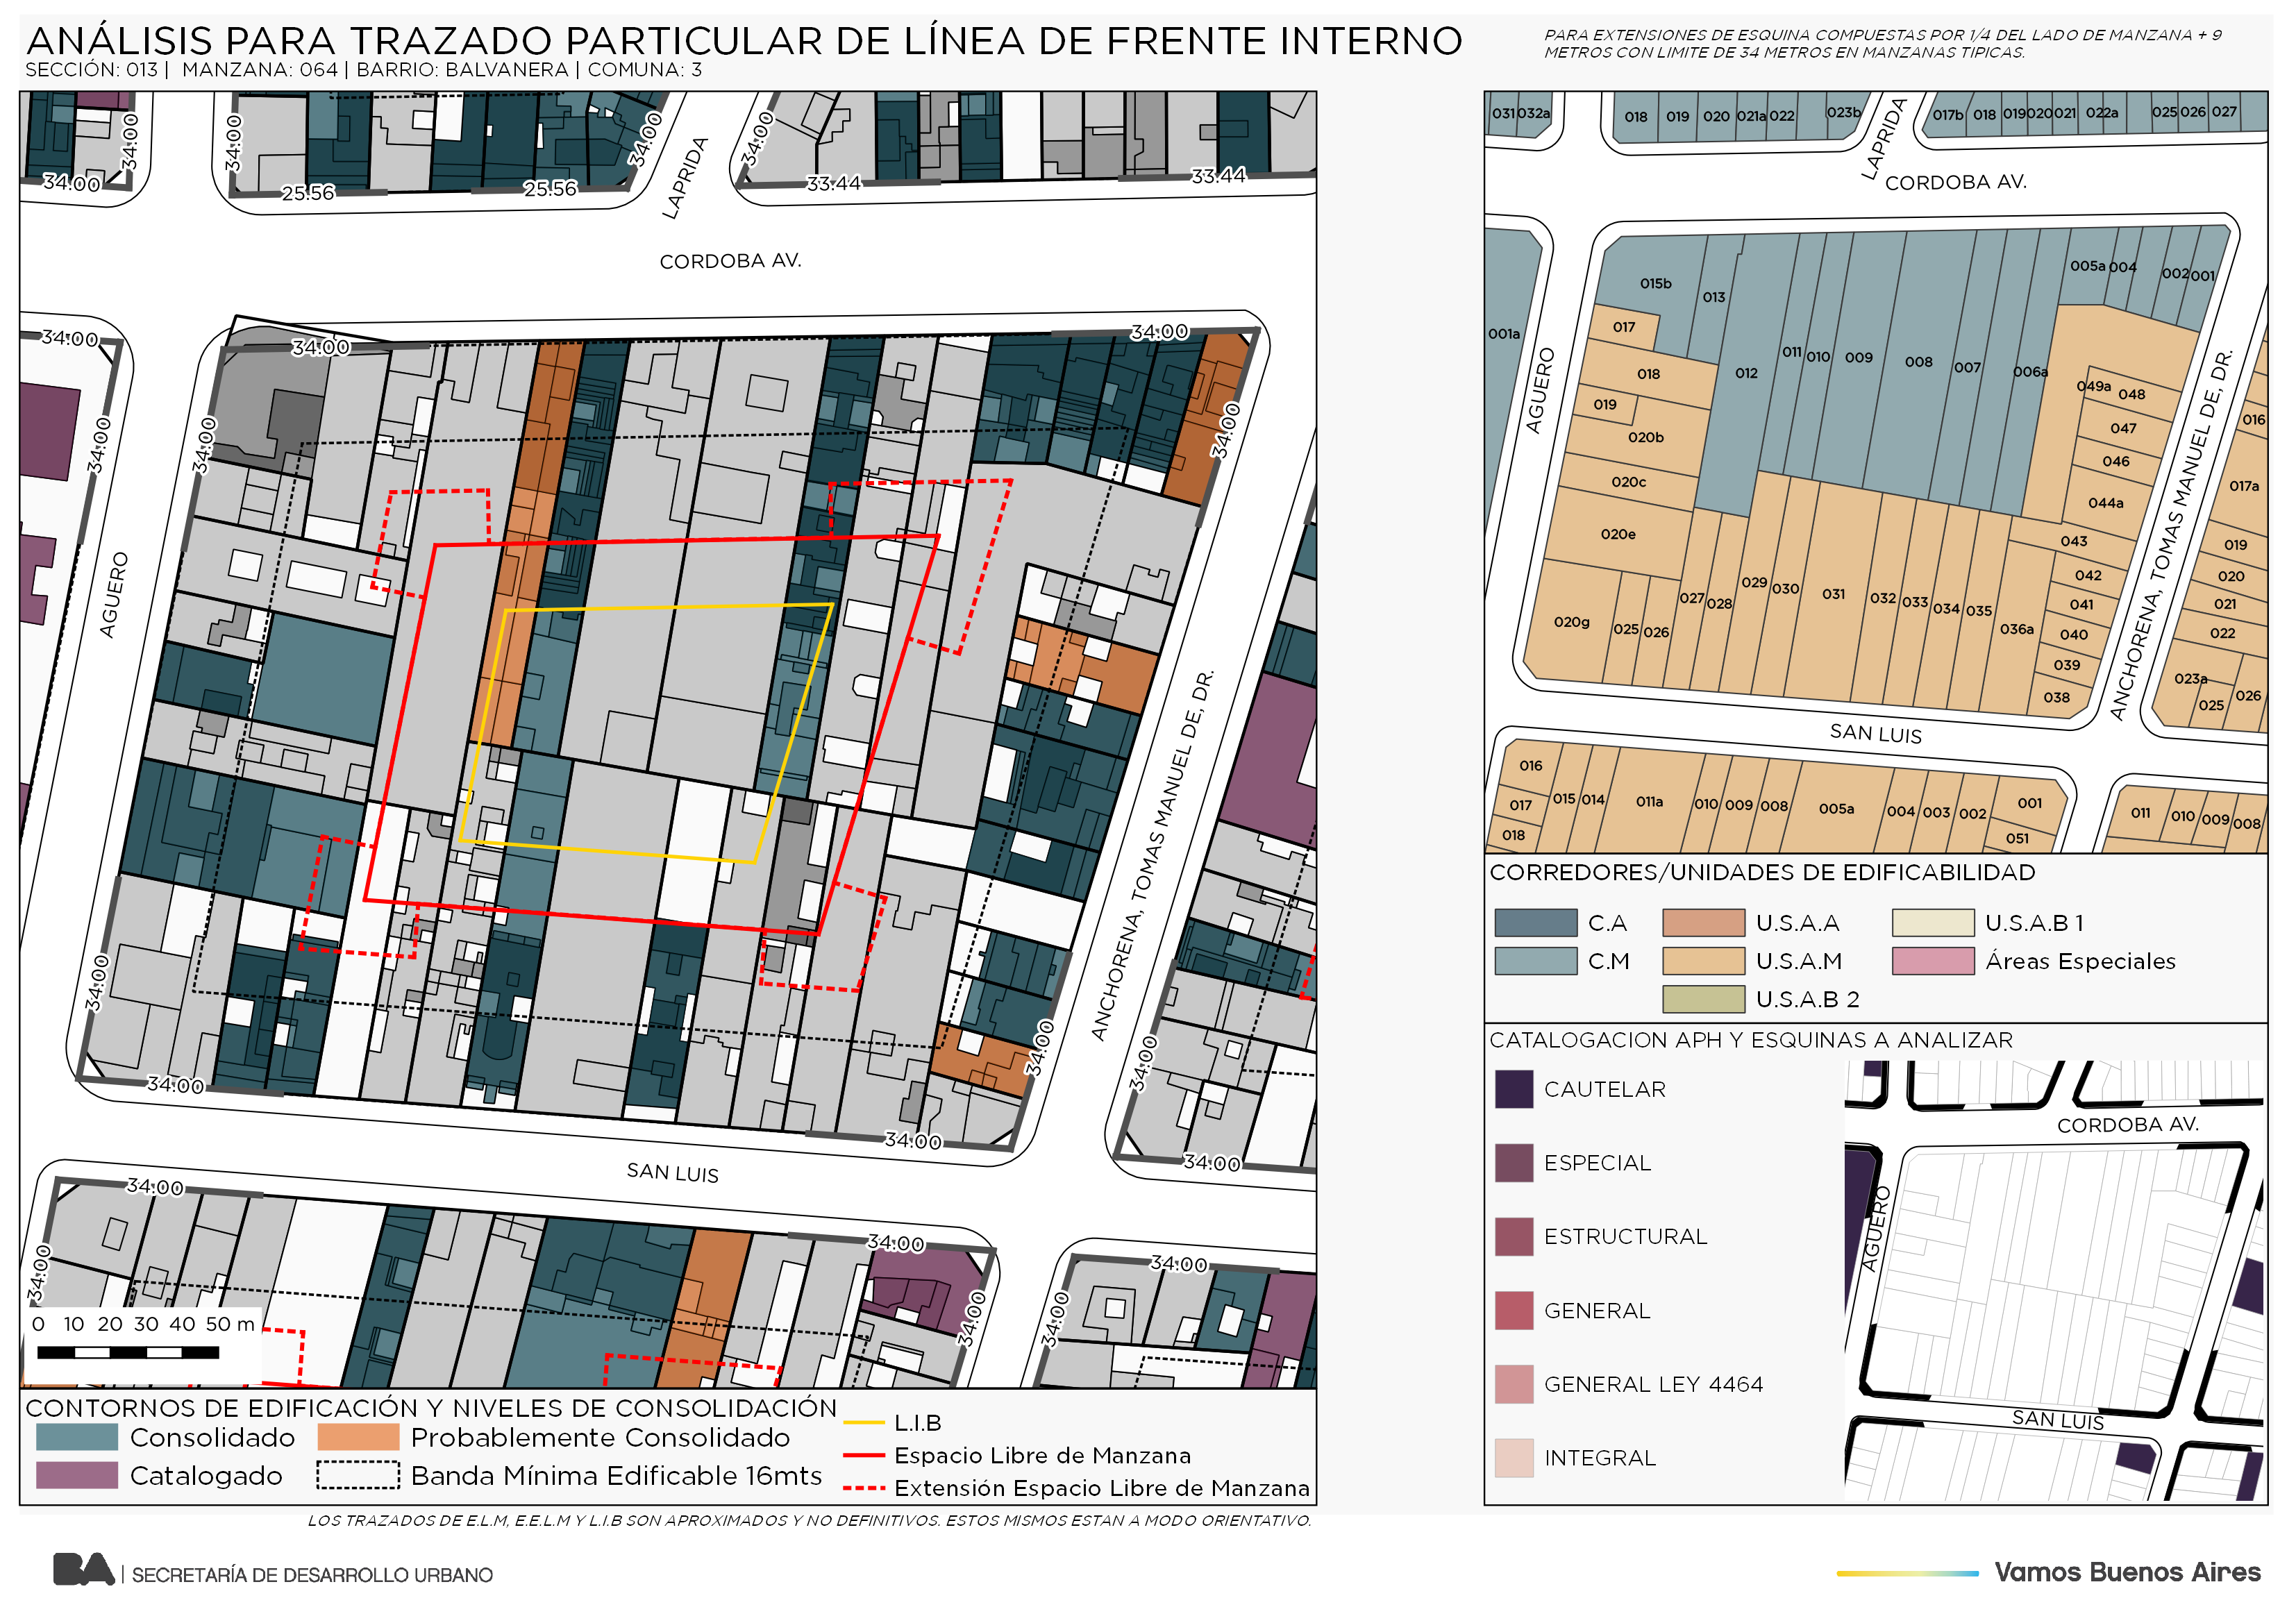 ANÁLISIS PARA TRAZADO PARTICULAR DE LÍNEA DE FRENTE INTERNO
SECCIÓN: 013 | MANZANA: 064 | BARRIO: BALVANERA | COMUNA: 3
PARA EXTENSIONES DE ESQUINA COMPUESTAS POR 1/4 DEL LADO DE MANZANA + 9
METROS CON LIMITE DE 34 METROS EN MANZANAS TIPICAS.
34.00
34.00
34.00
25.56
25.56
34.00
LAPRIDA
34.00
33.44
33.44
CORDOBA AV.
34.00
34.00
34.00
34.00
34.00
34.00
AGUERO
ANCHORENA, TOMAS MANUEL DE, DR.
34.00
34.00
34.00
34.00
34.00
34.00
SAN LUIS
34.00
34.00
34.00
34.00
34.00
34.00
0 10 20 30 40 50 m
CONTORNOS DE EDIFICACIÓN Y NIVELES DE CONSOLIDACIÓN
Consolidado
Probablemente Consolidado
Catalogado
Banda Mínima Edificable 16mts
L.I.B
Espacio Libre de Manzana
Extensión Espacio Libre de Manzana
LOS TRAZADOS DE E.L.M, E.E.L.M Y L.I.B SON APROXIMADOS Y NO DEFINITIVOS. ESTOS MISMOS ESTAN A MODO ORIENTATIVO.
031 032a
018 019 020 021a 022 023b
LAPRIDA
017b 018 019 020 021 022a 025 026 027
CORDOBA AV.
001a
AGUERO
015b 013 012 011 010 009 008 007 006a 005a 004 002 001
017
018
019
020b
020c
020e
020g 025 026 027 028 029 030 031 032 033 034 035 036a
049a 048
047
046
044a
043
042
041
040
039
038
ANCHORENA, TOMAS MANUEL DE, DR.
016
017a
019
020
021
022
023a
025
026
SAN LUIS
016
017
018
015 014 011a 010 009 008 005a 004 003 002 001
051
011 010 009 008
CORREDORES/UNIDADES DE EDIFICABILIDAD
C.A
U.S.A.A
U.S.A.B 1
C.M
U.S.A.M
Áreas Especiales
U.S.A.B 2
CATALOGACION APH Y ESQUINAS A ANALIZAR
CAUTELAR
ESPECIAL
ESTRUCTURAL
GENERAL
GENERAL LEY 4464
INTEGRAL
CORDOBA AV.
AGUERO
SAN LUIS
BA | SECRETARÍA DE DESARROLLO URBANO
Vamos Buenos Aires